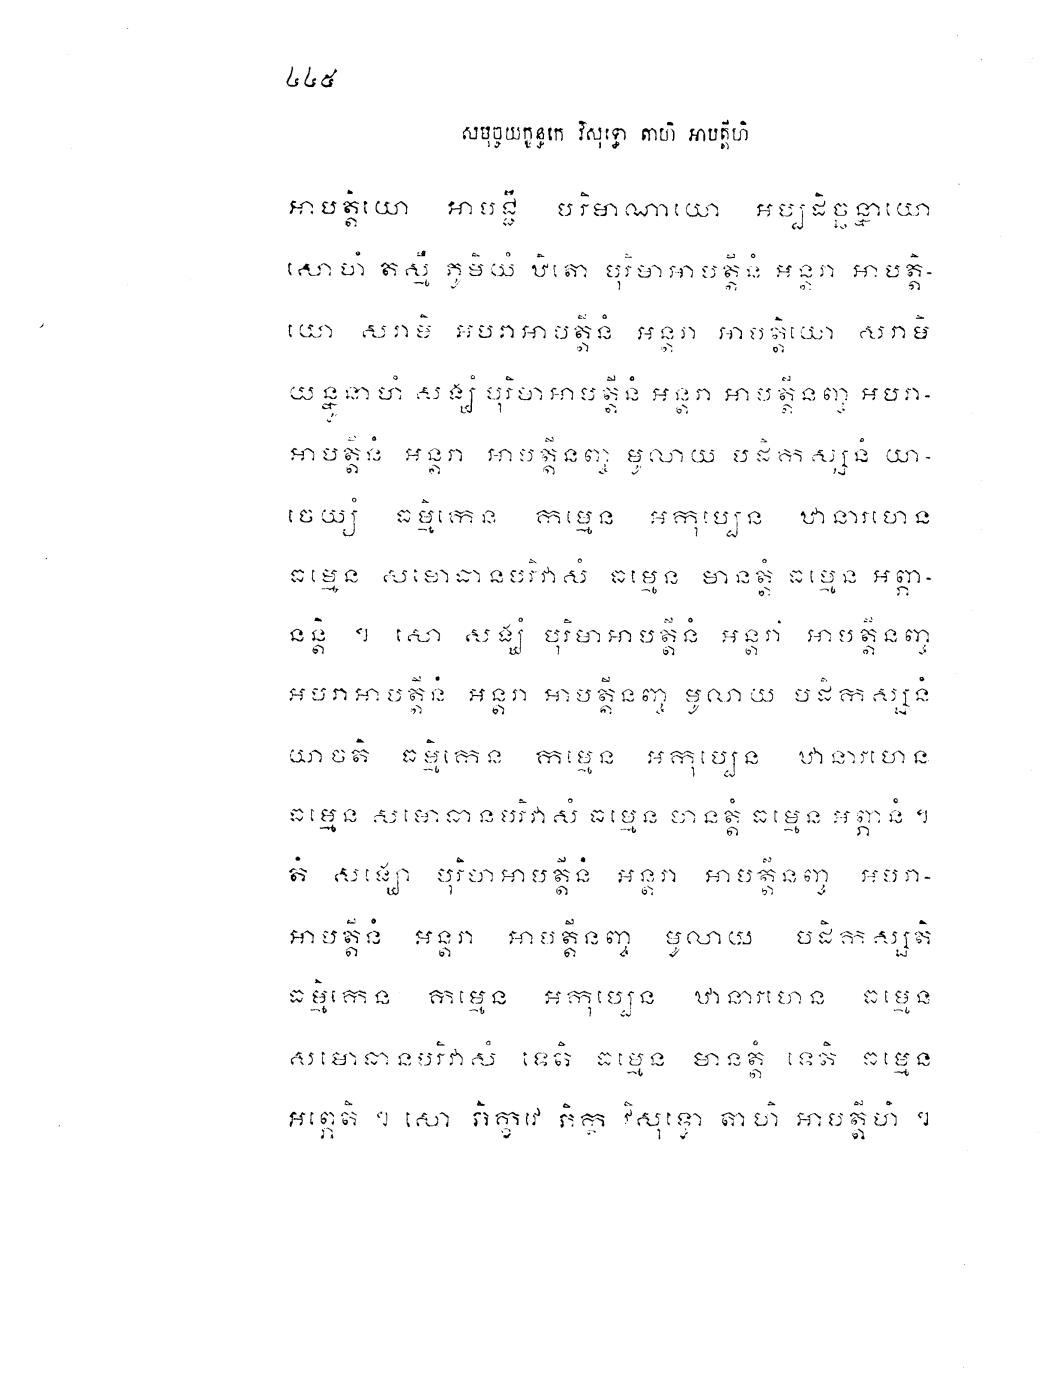 ៤៤៥
សមុច្ចយក្ខន្ធកេ វិសុទ្ធោ តាហិ អាបត្តីហិ
អាបត្តិយោ អាបជ្ជឹ បរិមាណាយោ អប្បដិច្ឆន្នាយោ
សោហំ តស្មឹ ភូមិយំ ឋិតោ បុរិមាអាបត្តីនំ អន្តរា អាបត្តិ-
យោ សរាមិ អបរាអាបត្តីនំ អន្តរា អាបត្តិយោ សរាមិ
យន្នូនាហំ សង្ឃំ បុរិមាអាបត្តីនំ អន្តរា អាបត្តីនញ្ច អបរា-
អាបត្តីនំ អន្តរា អាបត្តីនញ្ច មូលាយ បដិកស្សនំ យា-
ចេយ្យំ ធម្មិកេន កម្មេន អកុប្បេន ឋានារហេន
ធម្មេន សមោធានបរិវាសំ ធម្មេន មានត្តំ ធម្មេន អព្ភា-
នន្តិ ។ សោ សង្ឃំ បុរិមាអាបត្តីនំ អន្តរា អាបត្តីនញ្ច
អបរាអាបត្តីនំ អន្តរា អាបត្តីនញ្ច មូលាយ បដិកស្សនំ
យាចតិ ធម្មិកេន កម្មេន អកុប្បេន ឋានារហេន
ធម្មេន សមោធានបរិវាសំ ធម្មេន មានត្តំ ធម្មេន អព្ភានំ ។
តំ សង្ឃោ បុរិមាអាបត្តីនំ អន្តរា អាបត្តីនញ្ច អបរា-
អាបត្តីនំ អន្តរា អាបត្តីនញ្ច មូលាយ បដិកស្សតិ
ធម្មិកេន កម្មេន អកុប្បេន ឋានារហេន ធម្មេន
សមោធានបរិវាសំ ទេតិ ធម្មេន មានត្តំ ទេតិ ធម្មេន
អព្ភេតិ ។ សោ ភិក្ខវេ ភិក្ខុ វិសុទ្ធោ តាហិ អាបត្តីហិ ។